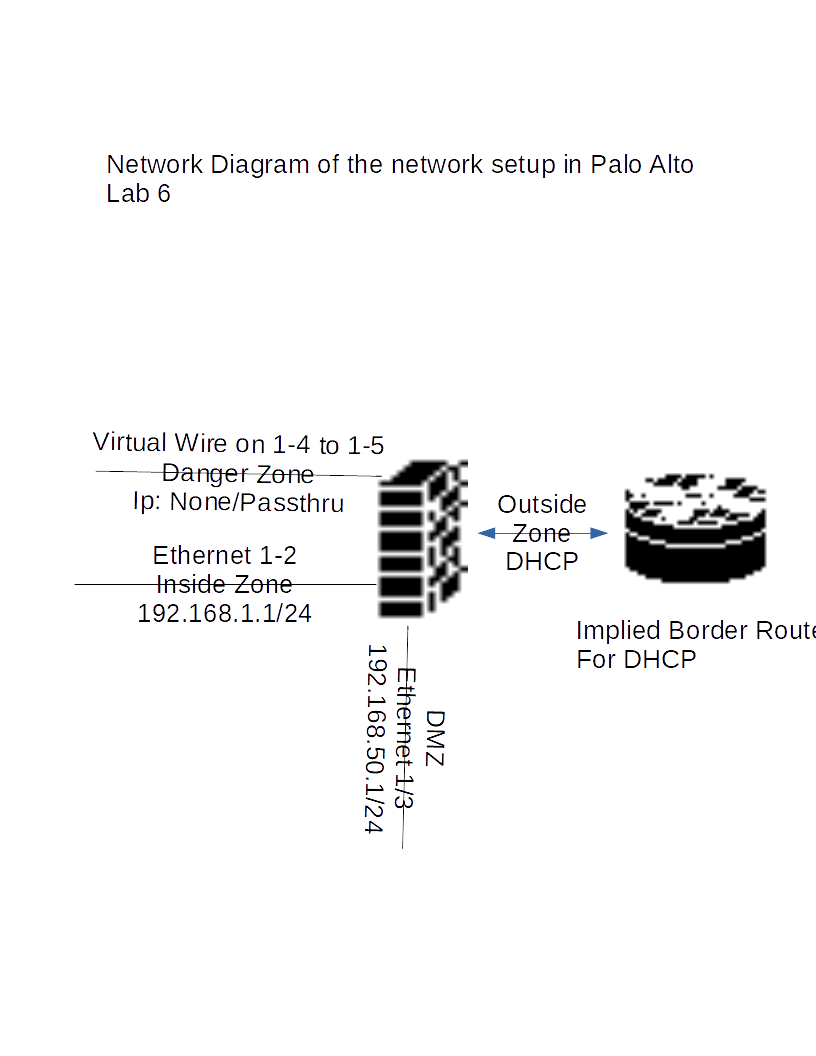 Network Diagram of the network setup in Palo Alto
Lab 6
Virtual Wire on 1-4 to 1-5
Danger Zone
Ip: None/Passthru
Ethernet 1-2
Inside Zone
192.168.1.1/24
Outside
Zone
DHCP
Implied Border Route
For DHCP
DMZ
Ethernet 1/3
192.168.50.1/24